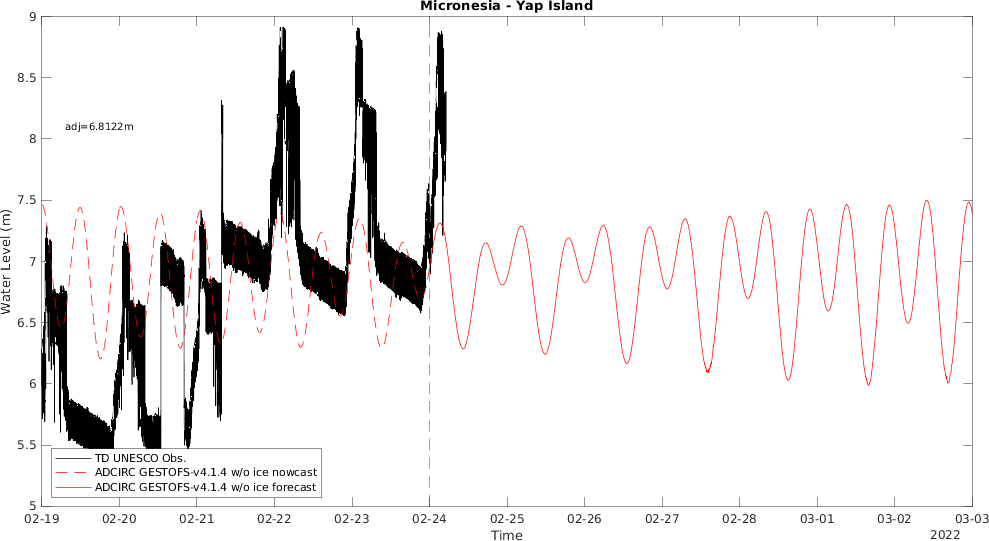 Micronesia - Yap Island
9
8.5
8
7.5
7
6.5
6
5.5
5
Water Level (m)
adj=6.8122m
TD UNESCO Obs.
ADCIRC GESTOFS-v4.1.4 w/o ice nowcast
ADCIRC GESTOFS-v4.1.4 w/o ice forecast
02-19 02-20 02-21 02-22 02-23 02-24 02-25 02-26 02-27 02-28 03-01 03-02 03-03
Time
2022